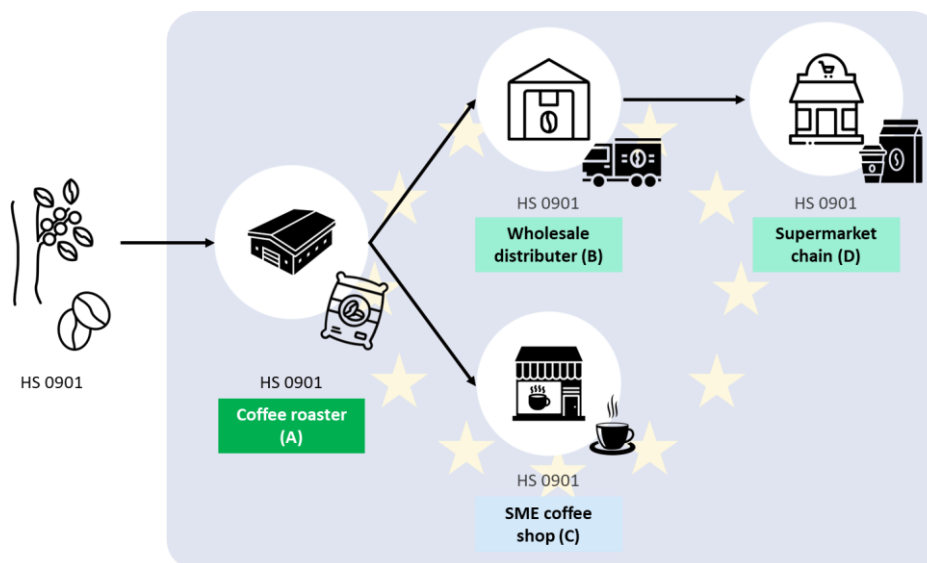 HS 0901
HS 0901
Coffee roaster
(A)
HS 0901
Wholesale
distributer (B)
HS 0901
Supermarket
chain (D)
HS 0901
SME coffee
shop (C)